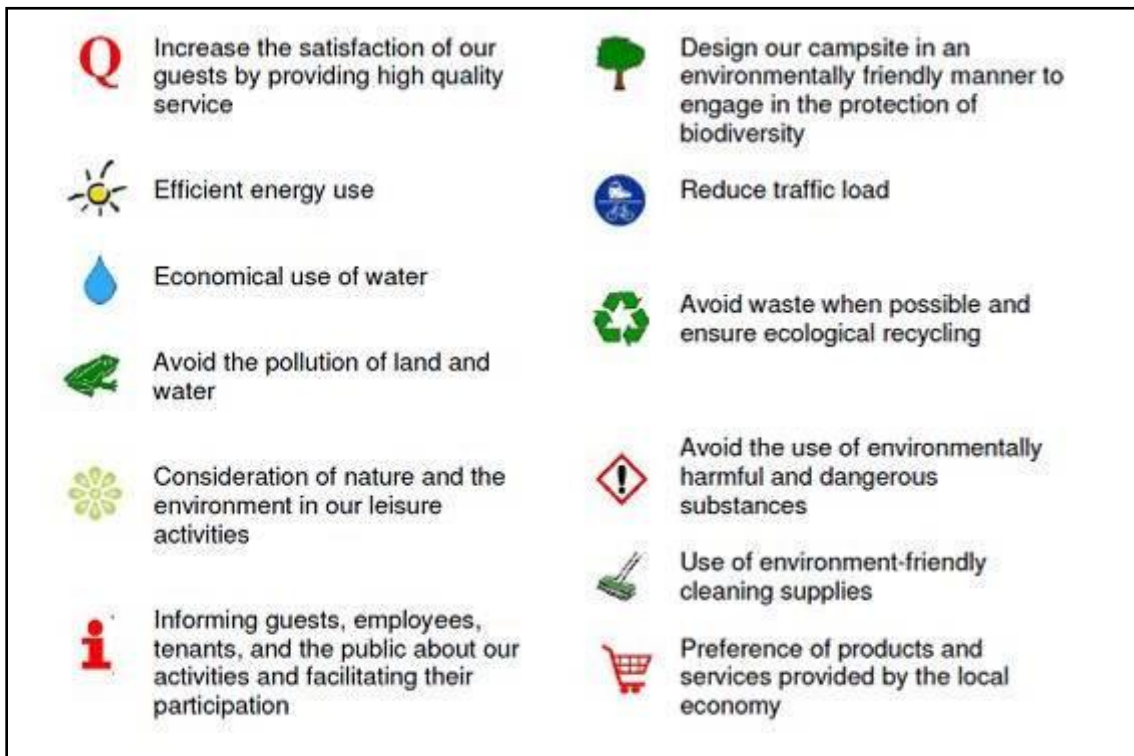 Q
Increase the satisfaction of our
guests by providing high quality
service
Efficient energy use
Economical use of water
Avoid the pollution of land and
water
Consideration of nature and the
environment in our leisure
activities
i
Informing guests, employees,
tenants, and the public about our
activities and facilitating their
participation
Design our campsite in an
environmentally friendly manner to
engage in the protection of
biodiversity
Reduce traffic load
Avoid waste when possible and
ensure ecological recycling
!
Avoid the use of environmentally
harmful and dangerous
substances
Use of environment-friendly
cleaning supplies
Preference of products and
services provided by the local
economy